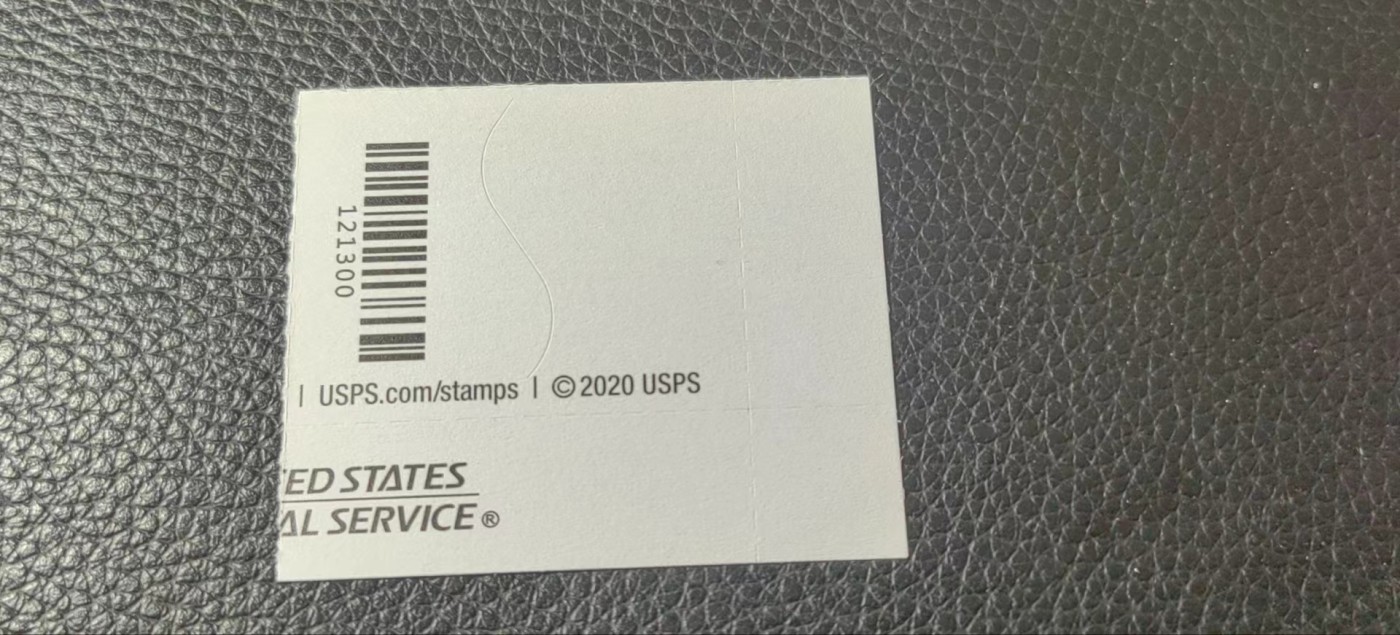 121300
| USPS.com/stamps | © 2020 USPS
ED STATES
AL SERVICE®